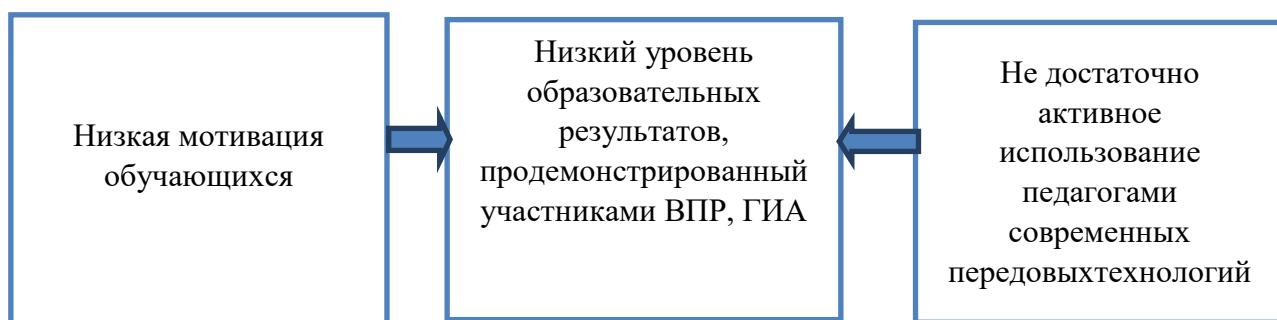 Низкая мотивация
обучающихся
Низкий уровень
образовательных
результатов,
продемонстрированный
участниками ВПР, ГИА
Не достаточно
активное
использование
педагогами
современных
передовыхтехнологий